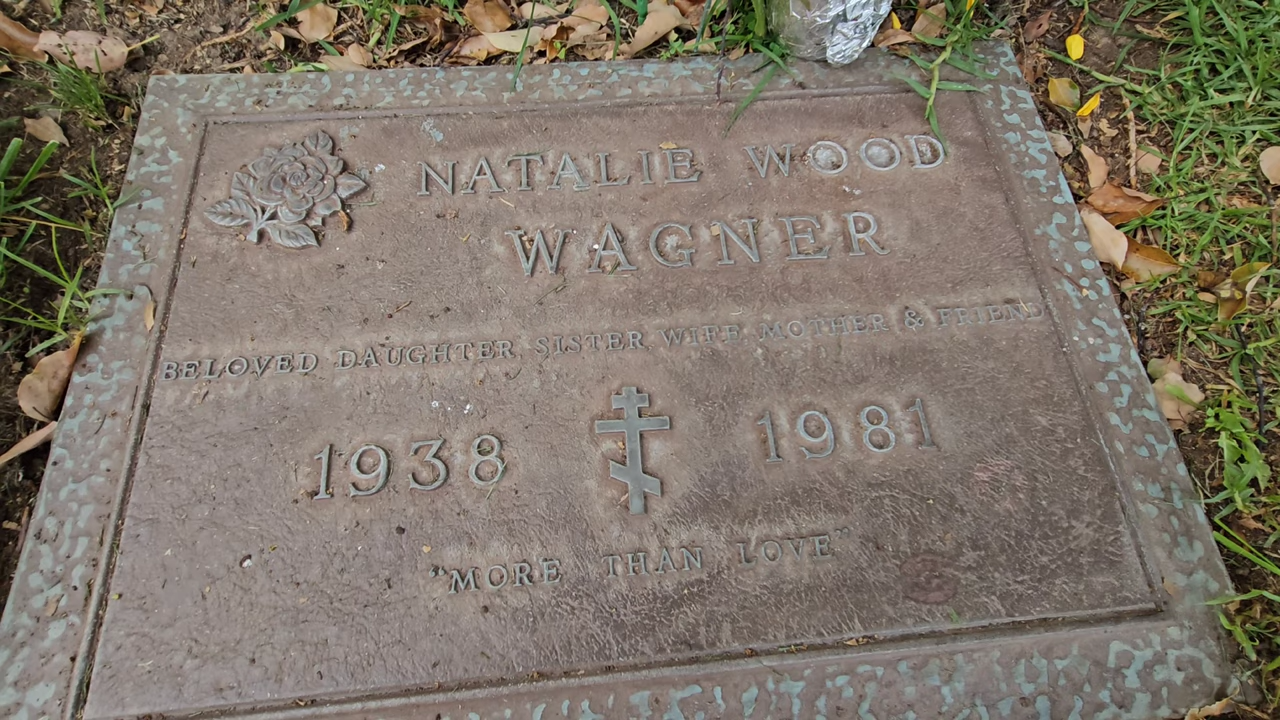 NATALIE WOOD
WAGNER
BELOVED DAUGHTER, SISTER, WIFE, MOTHER & FRIEND
1938 1981
"MORE THAN LOVE"